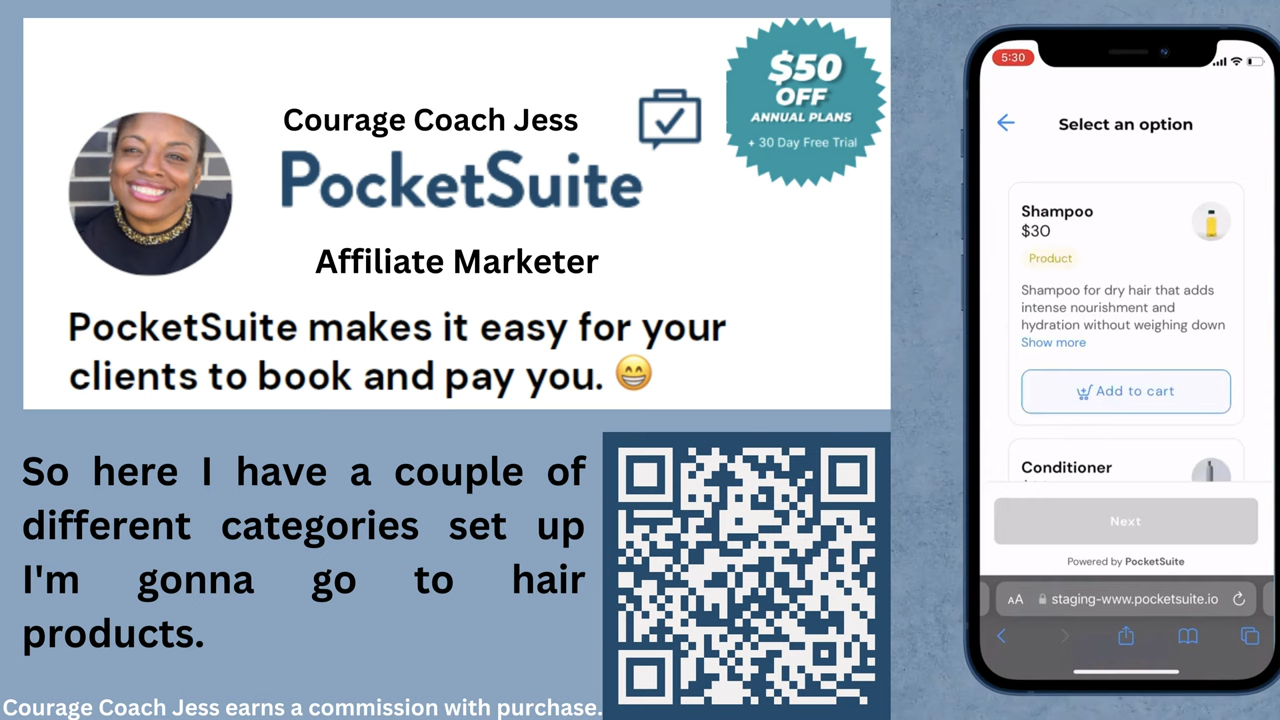 Courage Coach Jess
PocketSuite
Affiliate Marketer
PocketSuite makes it easy for your
clients to book and pay you. 😁
$50
OFF
ANNUAL PLANS
+ 30 Day Free Trial
So here I have a couple of
different categories set up
I'm gonna go to hair
products.
Courage Coach Jess earns a commission with purchase.
5:30
Select an option
Shampoo
$30
Product
Shampoo for dry hair that adds
intense nourishment and
hydration without weighing down
Show more
Add to cart
Conditioner
Next
Powered by PocketSuite
AA staging-www.pocketsuite.io